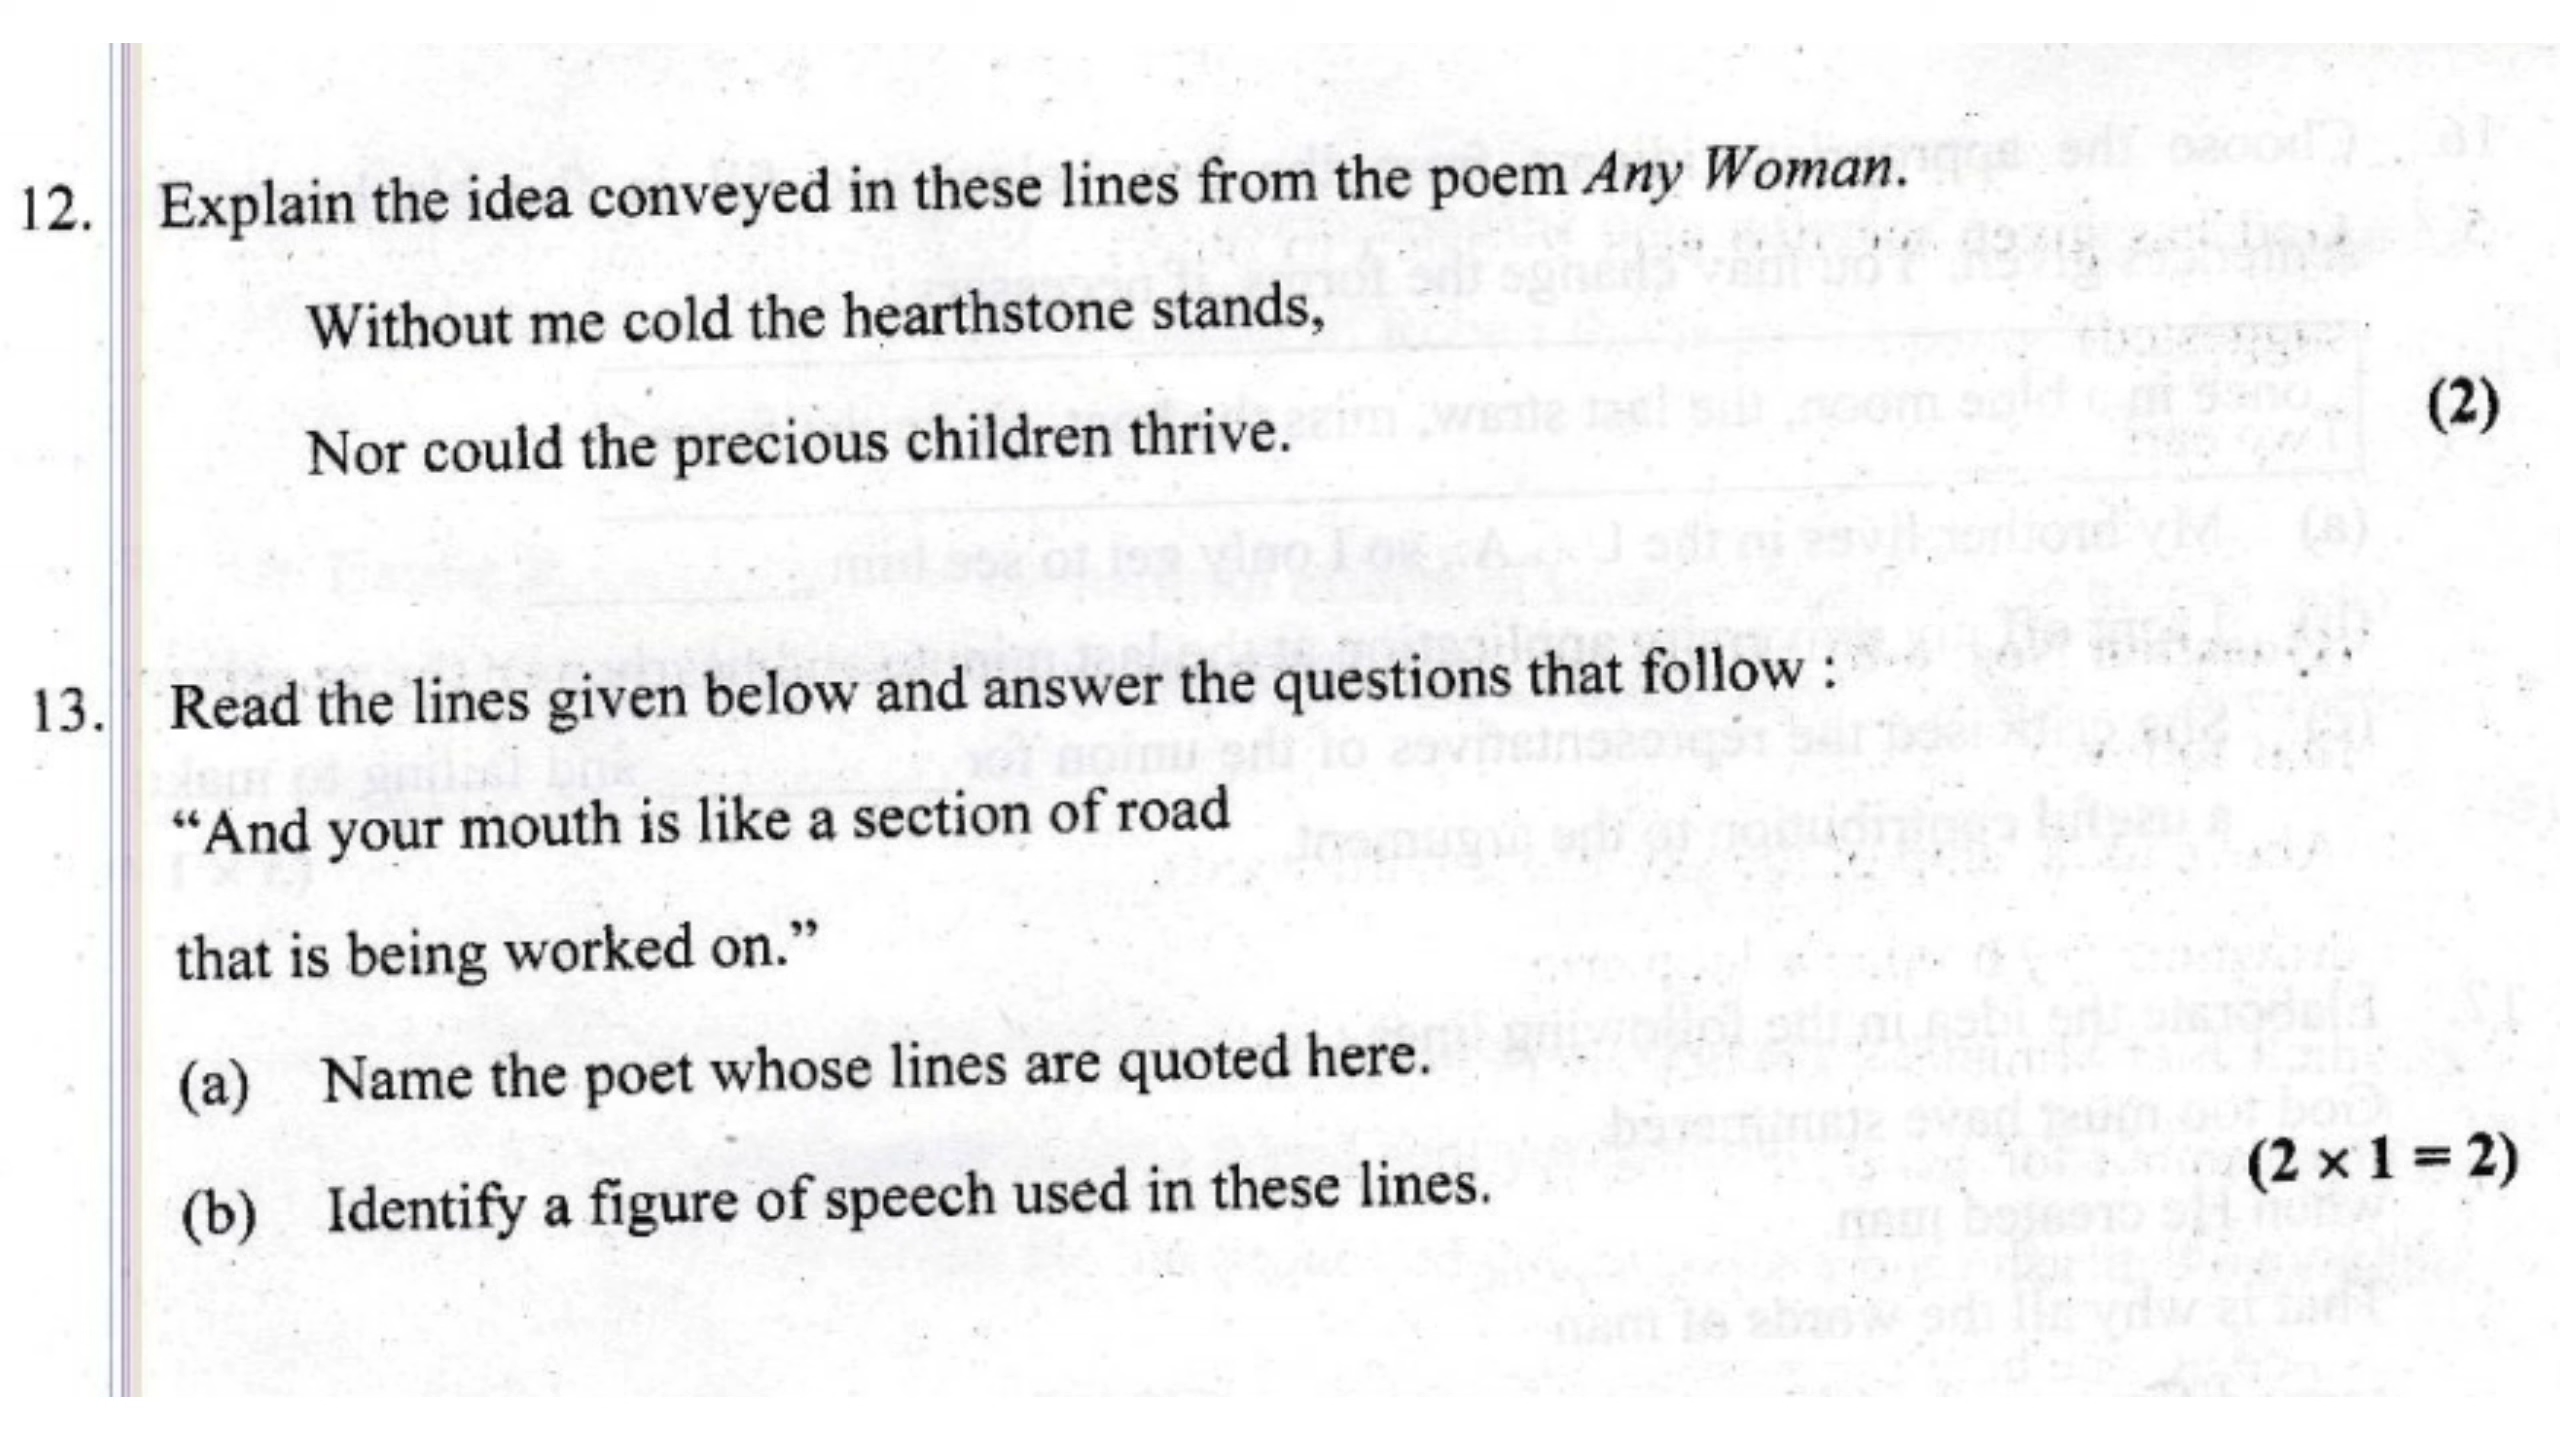 12. Explain the idea conveyed in these lines from the poem Any Woman.
Without me cold the hearthstone stands,
Nor could the precious children thrive.
(2)
13. Read the lines given below and answer the questions that follow :
“And your mouth is like a section of road
that is being worked on.”
(a) Name the poet whose lines are quoted here.
(b) Identify a figure of speech used in these lines.
(2 × 1 = 2)